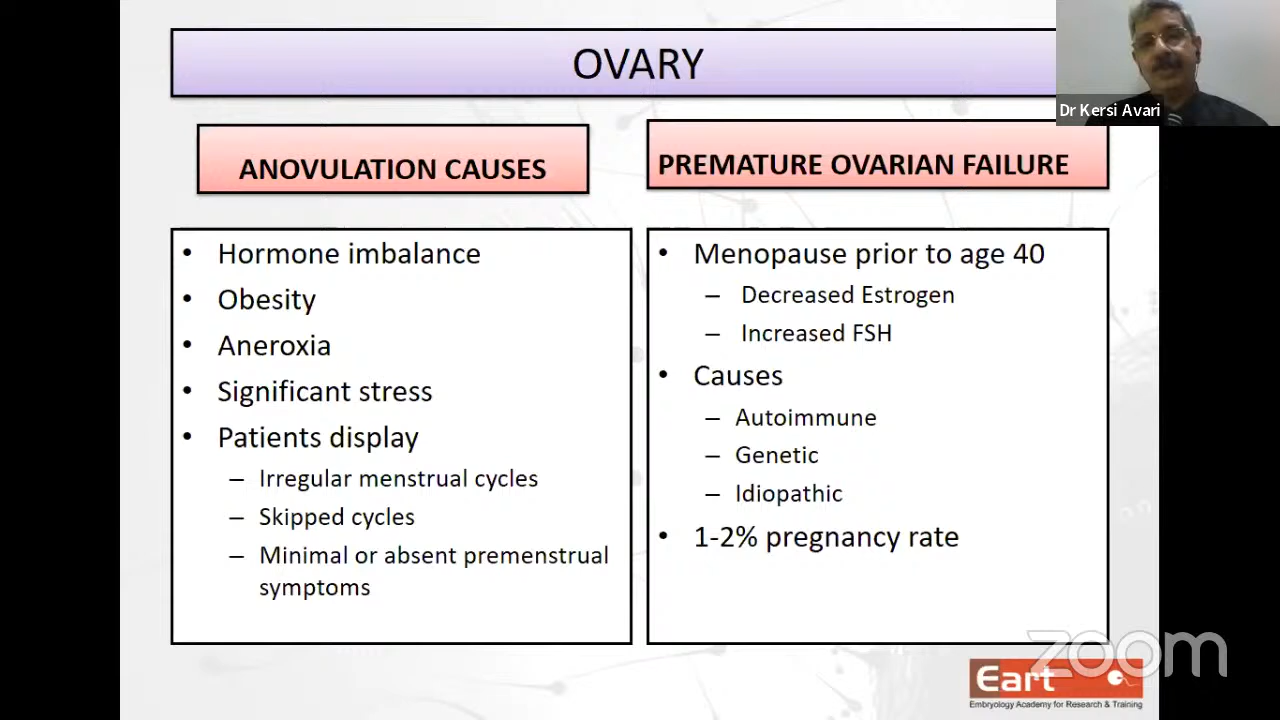 OVARY
Dr Kersi Avari
ANOVULATION CAUSES
PREMATURE OVARIAN FAILURE
• Hormone imbalance
• Obesity
• Aneroxia
• Significant stress
• Patients display
– Irregular menstrual cycles
– Skipped cycles
– Minimal or absent premenstrual
symptoms
• Menopause prior to age 40
– Decreased Estrogen
– Increased FSH
• Causes
– Autoimmune
– Genetic
– Idiopathic
• 1-2% pregnancy rate
zoom
Eart
Embryology Academy for Research & Training